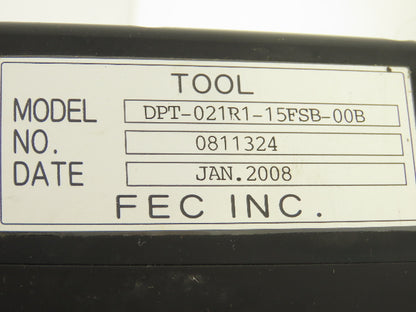 TOOL
MODEL DPT-021R1-15FSB-00B
NO. 0811324
DATE JAN.2008
FEC INC.